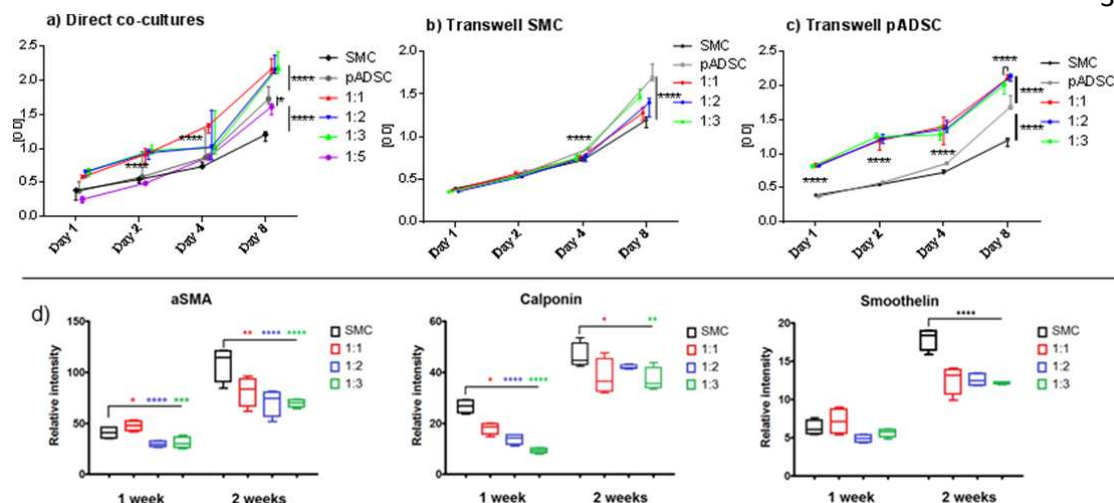 a) Direct co-cultures
[OD]
2.5
2.0
1.5
1.0
0.5
0.0
Day 1
Day 2
Day 4
Day 8
****
****
****
*
****
SMC
pADSC
1:1
1:2
1:3
1:5
b) Transwell SMC
[OD]
2.0
1.5
1.0
0.5
0.0
Day 1
Day 2
Day 4
Day 8
****
****
SMC
pADSC
1:1
1:2
1:3
c) Transwell pADSC
[OD]
2.5
2.0
1.5
1.0
0.5
0.0
Day 1
Day 2
Day 4
Day 8
****
****
****
****
****
****
SMC
pADSC
1:1
1:2
1:3
d)
aSMA
Relative intensity
150
100
50
0
* **** ***
** **** ****
1 week
2 weeks
SMC
1:1
1:2
1:3
Calponin
Relative intensity
60
40
20
0
* **** ****
* **
1 week
2 weeks
SMC
1:1
1:2
1:3
Smoothelin
Relative intensity
20
15
10
5
0
****
1 week
2 weeks
SMC
1:1
1:2
1:3